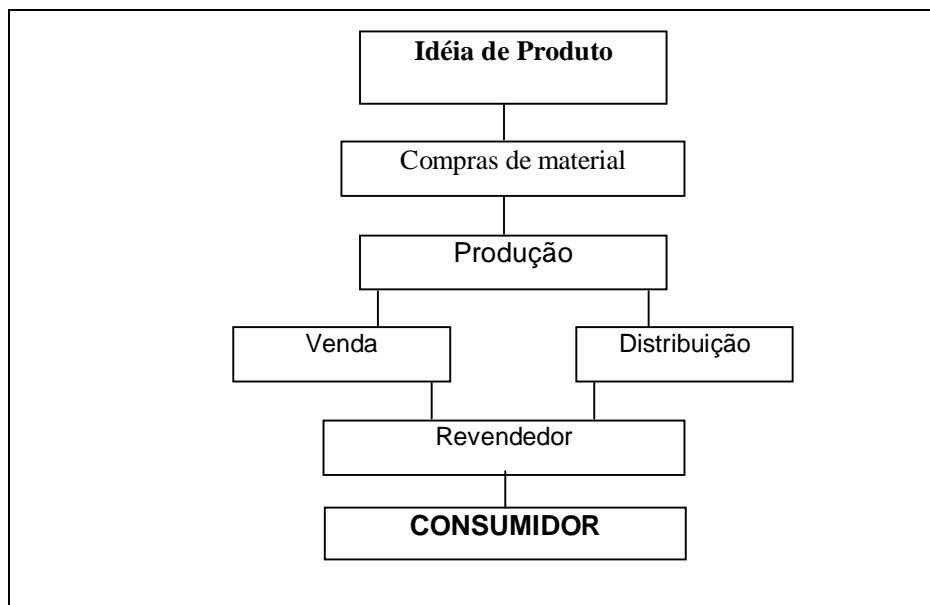 Idéia de Produto
Compras de material
Produção
Venda
Distribuição
Revendedor
CONSUMIDOR